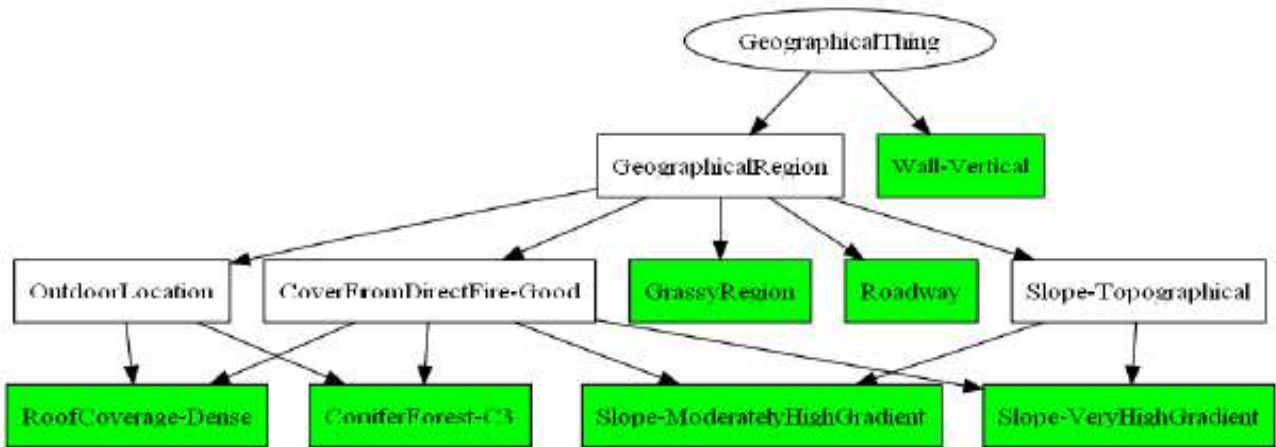 GeographicalThing
GeographicalRegion
Wall-Vertical
OutdoorLocation
CoverFromDirectFire-Good
GrassyRegion
Roadway
Slope-Topographical
RoofCoverage-Dense
ConiferForest-C3
Slope-ModeratelyHighGradient
Slope-VeryHighGradient